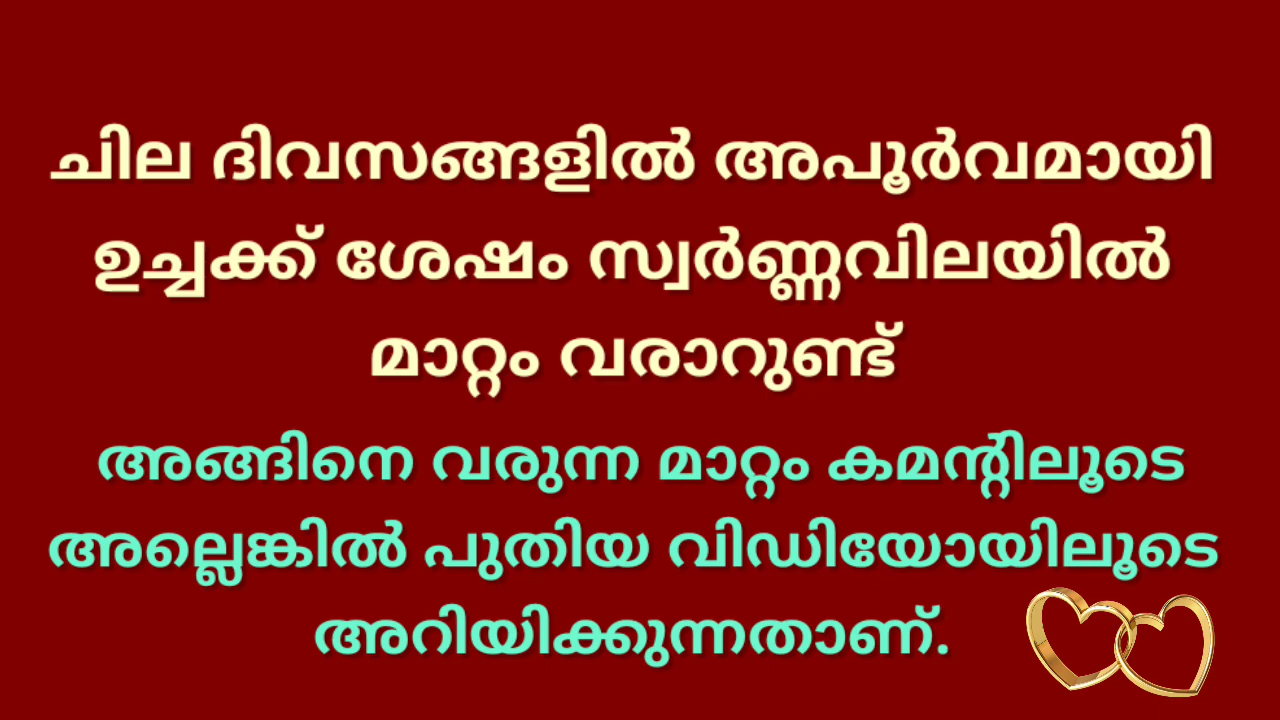 ചില ദിവസങ്ങളിൽ അപൂർവമായി
ഉച്ചക്ക് ശേഷം സ്വർണ്ണവിലയിൽ
മാറ്റം വരാറുണ്ട്
അങ്ങിനെ വരുന്ന മാറ്റം കമന്റിലൂടെ
അല്ലെങ്കിൽ പുതിയ വിഡിയോയിലൂടെ
അറിയിക്കുന്നതാണ്.